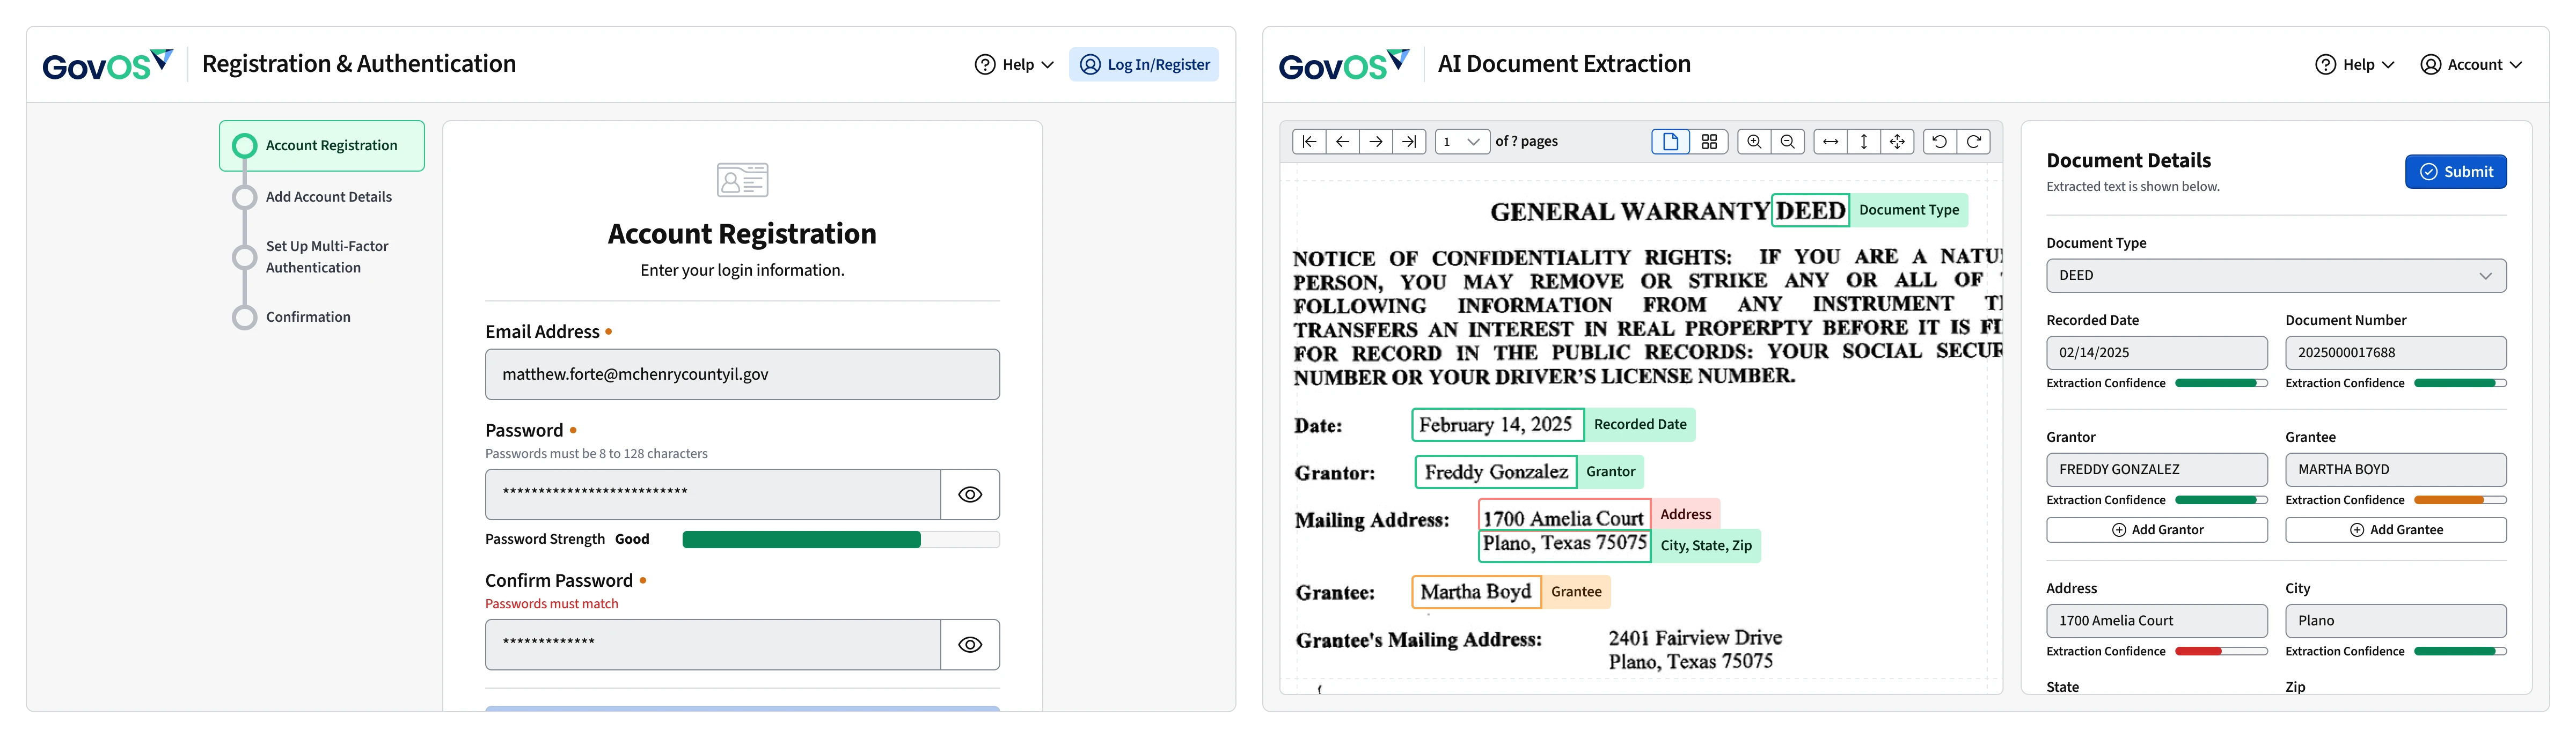 GovOS
Registration & Authentication
Help
Log In/Register
Account Registration
Add Account Details
Set Up Multi-Factor
Authentication
Confirmation
Account Registration
Enter your login information.
Email Address
matthew.forte@mchenrycountyil.gov
Password
Passwords must be 8 to 128 characters
**************************
Password Strength Good
Confirm Password
Passwords must match
*************
GovOS
AI Document Extraction
Help
Account
1 of ? pages
GENERAL WARRANTY DEED Document Type
NOTICE OF CONFIDENTIALITY RIGHTS: IF YOU ARE A NATU
PERSON, YOU MAY REMOVE OR STRIKE ANY OR ALL OF
FOLLOWING INFORMATION FROM ANY INSTRUMENT T
TRANSFERS AN INTEREST IN REAL PROPERPTY BEFORE IT IS FI
FOR RECORD IN THE PUBLIC RECORDS: YOUR SOCIAL SECUR
NUMBER OR YOUR DRIVER'S LICENSE NUMBER.
Date: February 14, 2025 Recorded Date
Grantor: Freddy Gonzalez Grantor
Mailing Address: 1700 Amelia Court Address
Plano, Texas 75075 City, State, Zip
Grantee: Martha Boyd Grantee
Grantee's Mailing Address: 2401 Fairview Drive
Plano, Texas 75075
Document Details
Extracted text is shown below.
Submit
Document Type
DEED
Recorded Date Document Number
02/14/2025 2025000017688
Extraction Confidence Extraction Confidence
Grantor Grantee
FREDDY GONZALEZ MARTHA BOYD
Extraction Confidence Extraction Confidence
Add Grantor Add Grantee
Address City
1700 Amelia Court Plano
Extraction Confidence Extraction Confidence
State Zip